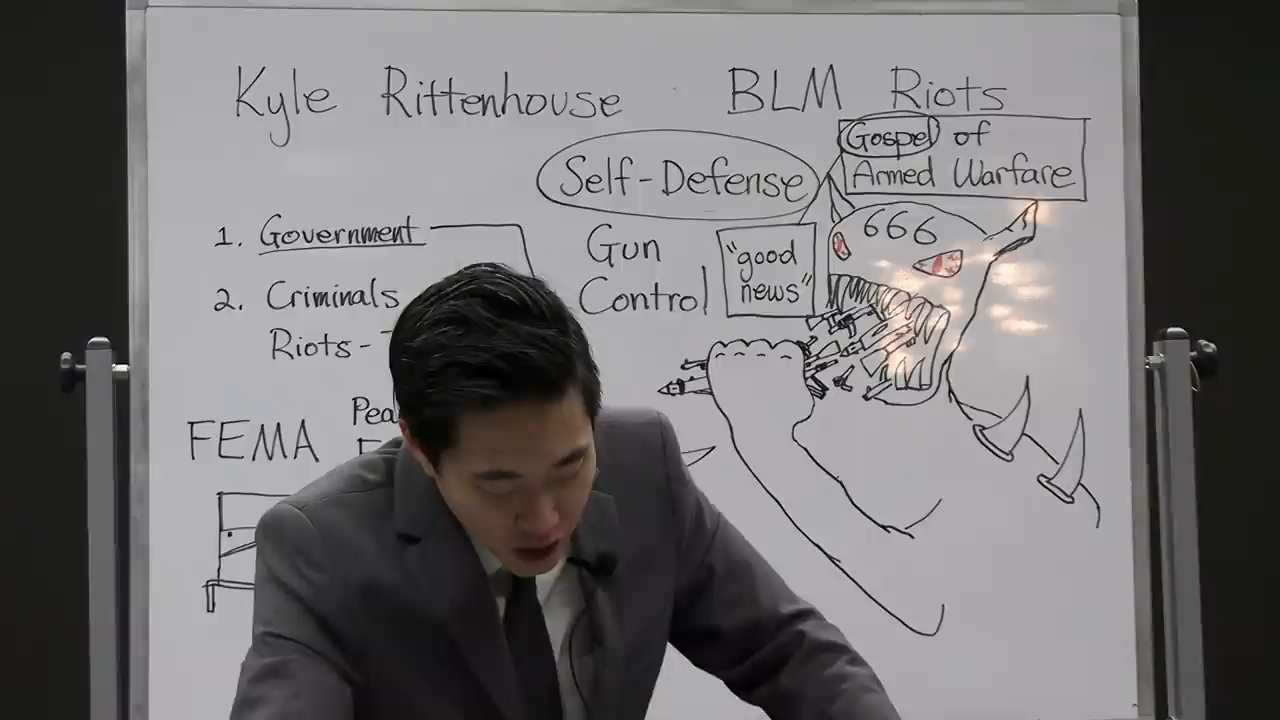 Kyle Rittenhouse BLM Riots
Gospel of
Armed Warfare
Self-Defense
1. Government
Gun
Control
"good
news"
666
2. Criminals
Riots-
FEMA